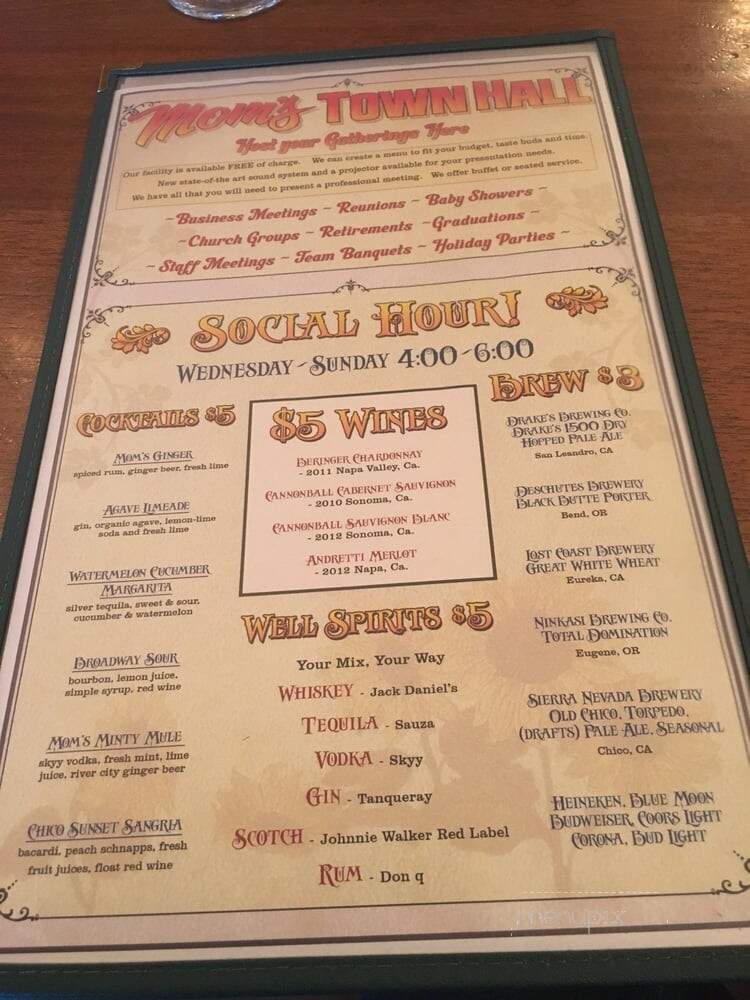 Mom's TOWN HALL
Host your Gatherings Here
Our facility is available FREE of charge. We can create a menu to fit your budget, taste buds and time.
New state-of-the art sound system and a projector available for your presentation needs.
We have all that you will need to present a professional meeting. We offer buffet or seated service.
~Business Meetings ~ Reunions ~ Baby Showers ~
~Church Groups ~ Retirements ~Graduations ~
~ Staff Meetings ~ Team Banquets ~ Holiday Parties ~
SOCIAL HOUR!
WEDNESDAY~SUNDAY 4:00~6:00
COCKTAILS $5
MOM'S GINGER
spiced rum, ginger beer, fresh lime
AGAVE LIMEADE
gin, organic agave, lemon-lime
soda and fresh lime
WATERMELON CUCUMBER
MARGARITA
silver tequila, sweet & sour,
cucumber & watermelon
BROADWAY SOUR
bourbon, lemon juice,
simple syrup, red wine
MOM'S MINTY MULE
skyy vodka, fresh mint, lime
juice, river city ginger beer
CHICO SUNSET SANGRIA
bacardi, peach schnapps, fresh
fruit juices, float red wine
$5 WINES
BERINGER CHARDONNAY
- 2011 Napa Valley, Ca.
CANNONBALL CABERNET SAUVIGNON
- 2010 Sonoma, Ca.
CANNONBALL SAUVIGNON BLANC
- 2012 Sonoma, Ca.
ANDRETTI MERLOT
- 2012 Napa, Ca.
WELL SPIRITS $5
Your Mix, Your Way
WHISKEY - Jack Daniel's
TEQUILA - Sauza
VODKA - Skyy
GIN - Tanqueray
SCOTCH - Johnnie Walker Red Label
RUM - Don q
BREW $3
DRAKE'S BREWING CO.
DRAKE'S 1500 DRY
HOPPED PALE ALE
San Leandro, CA
DESCHUTES BREWERY
BLACK BUTTE PORTER
Bend, OR
LOST COAST BREWERY
GREAT WHITE WHEAT
Eureka, CA
NINKASI BREWING CO.
TOTAL DOMINATION
Eugene, OR
SIERRA NEVADA BREWERY
OLD CHICO, TORPEDO,
(DRAFTS) PALE ALE, SEASONAL
Chico, CA
HEINEKEN, BLUE MOON
BUDWEISER, COORS LIGHT
CORONA, BUD LIGHT
menupix